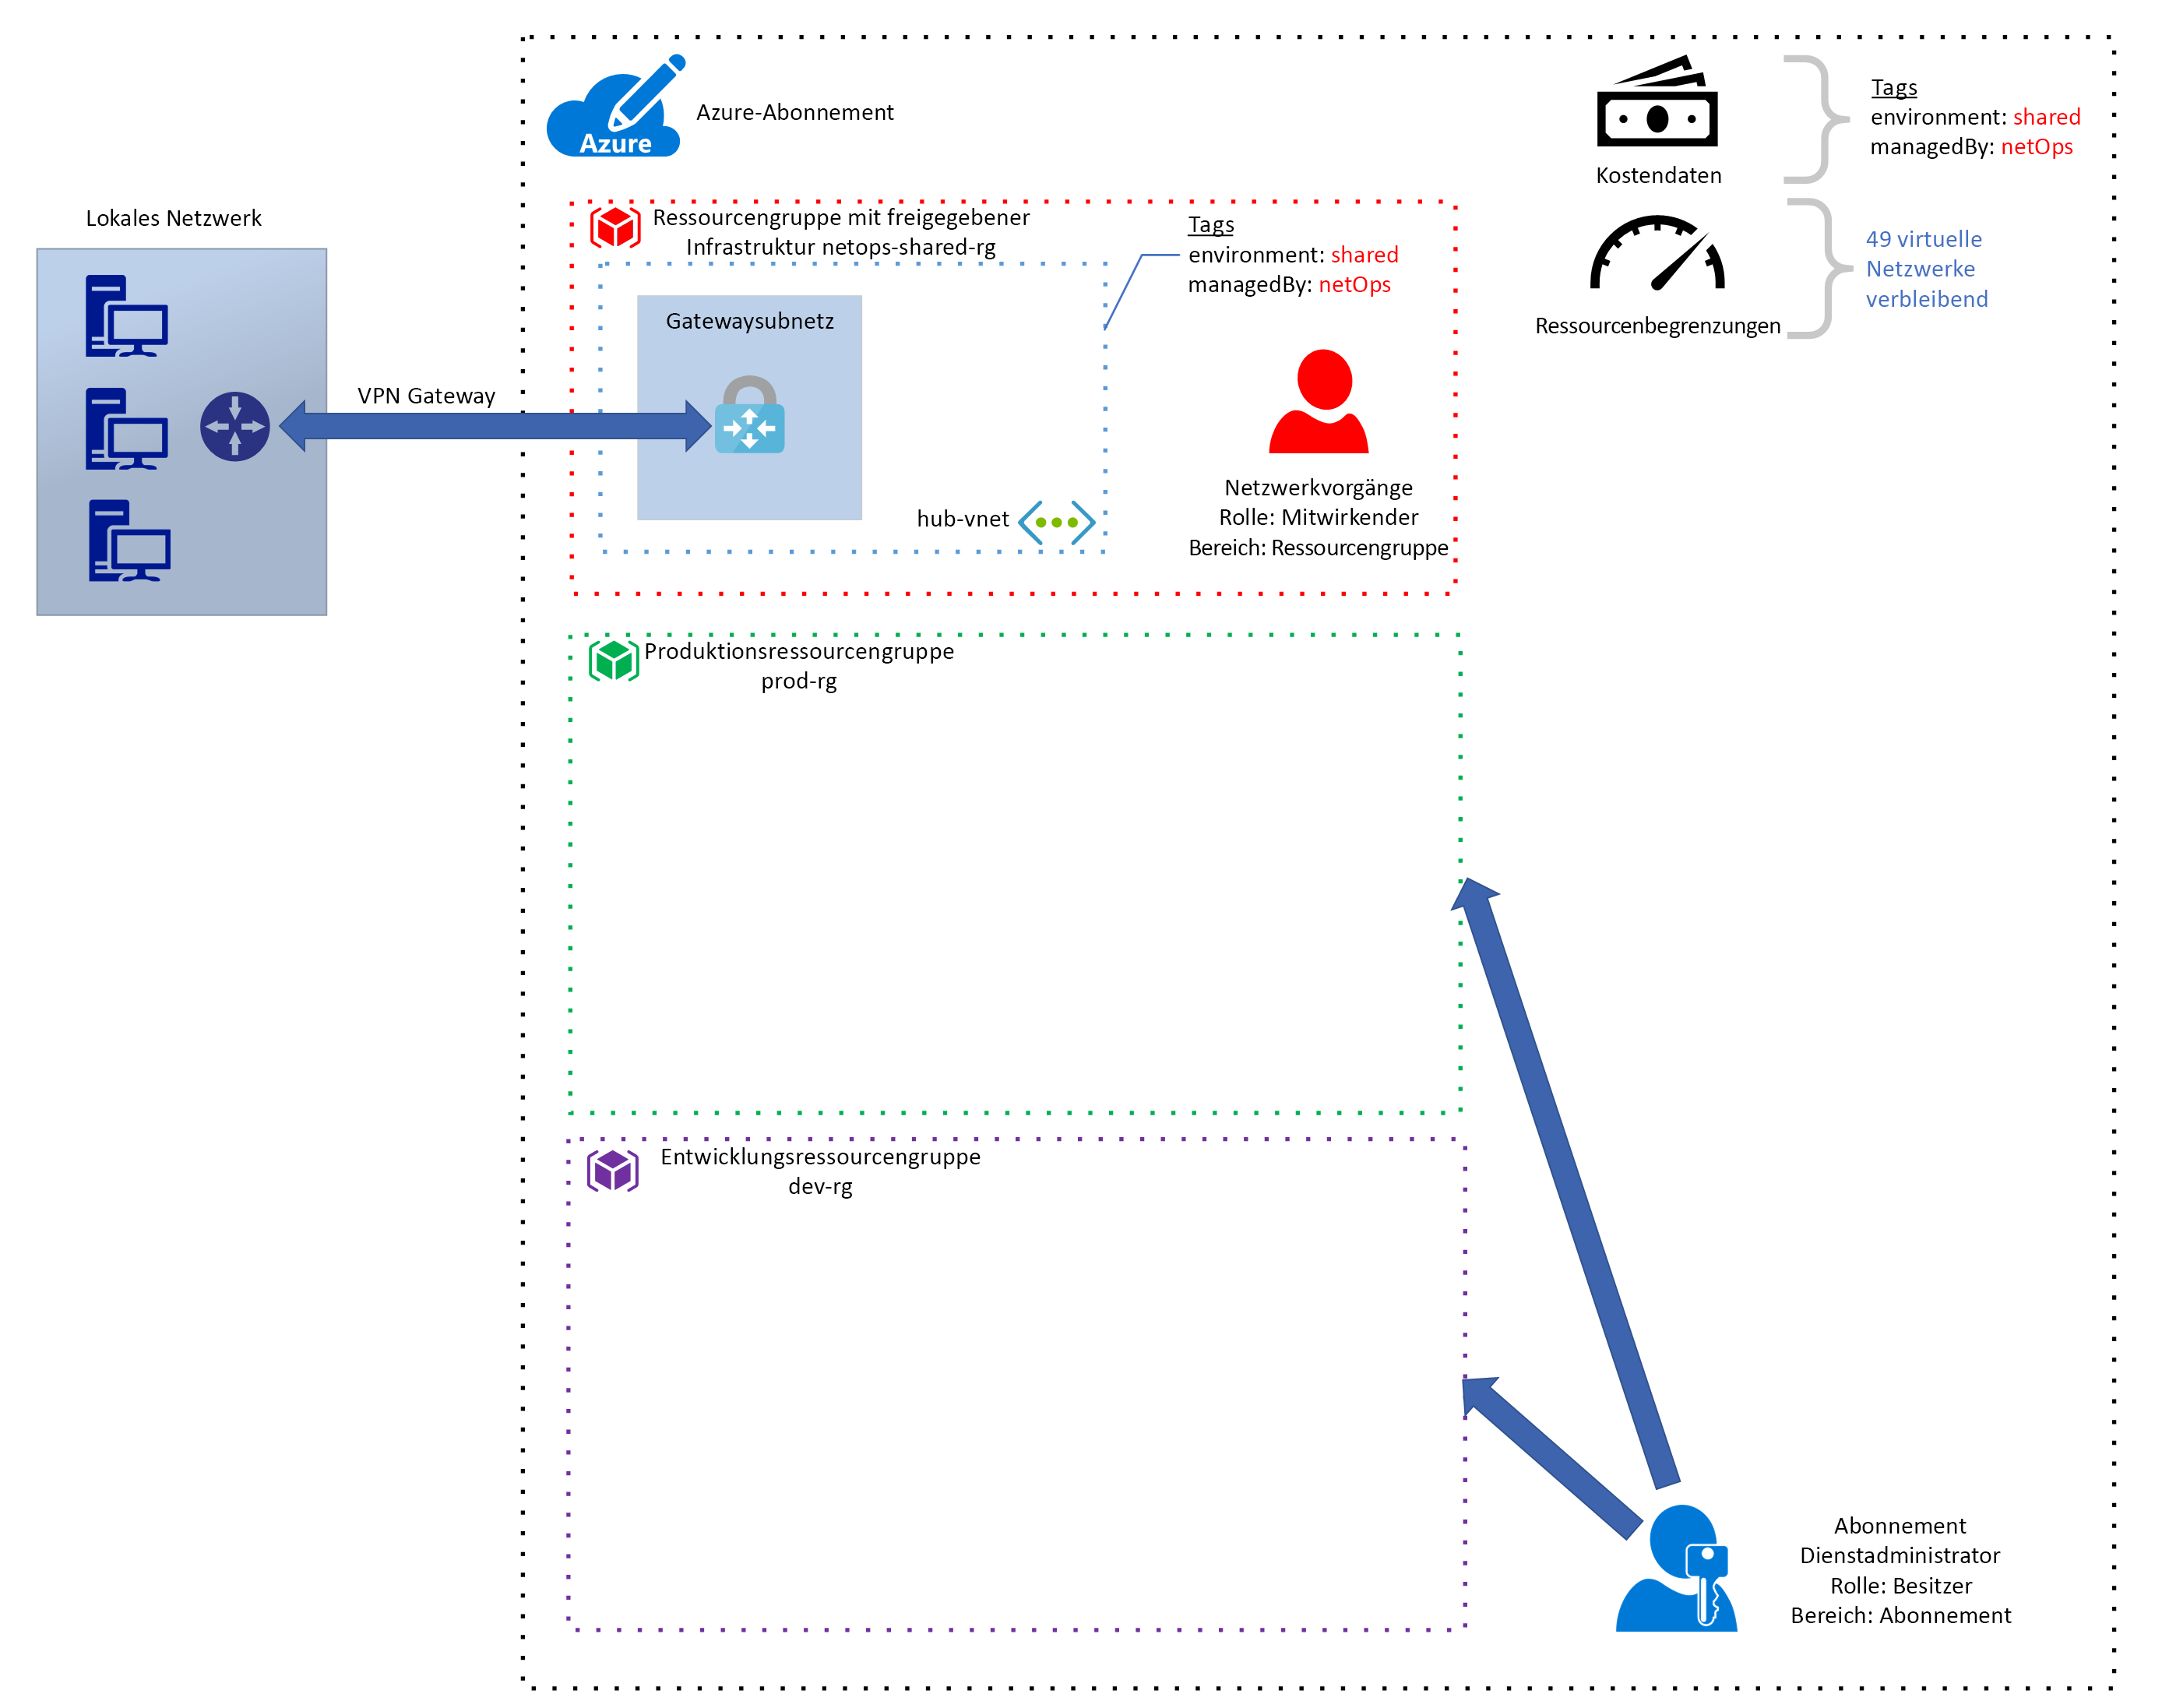 Azure-Abonnement
Azure
Kostendaten
Tags
environment: shared
managedBy: netOps
Lokales Netzwerk
Ressourcengruppe mit freigegebener
Infrastruktur netops-shared-rg
Tags
environment: shared
managedBy: netOps
49 virtuelle
Netzwerke
verbleibend
Ressourcenbegrenzungen
Gatewaysubnetz
VPN Gateway
hub-vnet
Netzwerkvorgänge
Rolle: Mitwirkender
Bereich: Ressourcengruppe
Produktionsressourcengruppe
prod-rg
Entwicklungsressourcengruppe
dev-rg
Abonnement
Dienstadministrator
Rolle: Besitzer
Bereich: Abonnement